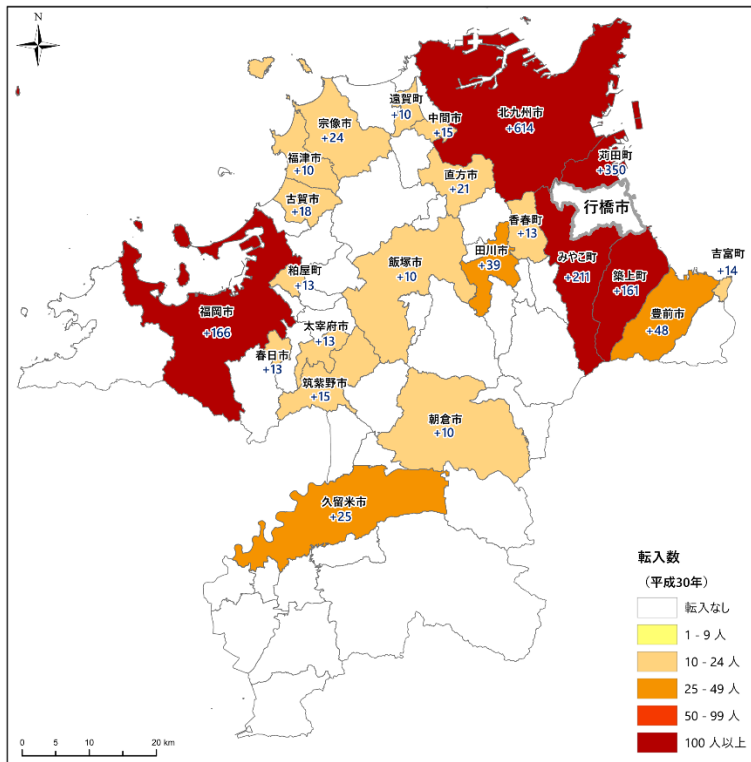 N
遠賀町
+10
中間市
+15
北九州市
+614
宗像市
+24
福津市
+10
古賀市
+18
直方市
+21
苅田町
+350
行橋市
香春町
+13
田川市
+39
みやこ町
+211
築上町
+161
吉富町
+14
豊前市
+48
飯塚市
+10
粕屋町
+13
福岡市
+166
太宰府市
+13
春日市
+13
筑紫野市
+15
朝倉市
+10
久留米市
+25
転入数
（平成30年）
転入なし
1 - 9 人
10 - 24 人
25 - 49 人
50 - 99 人
100 人以上
0 5 10 20 km